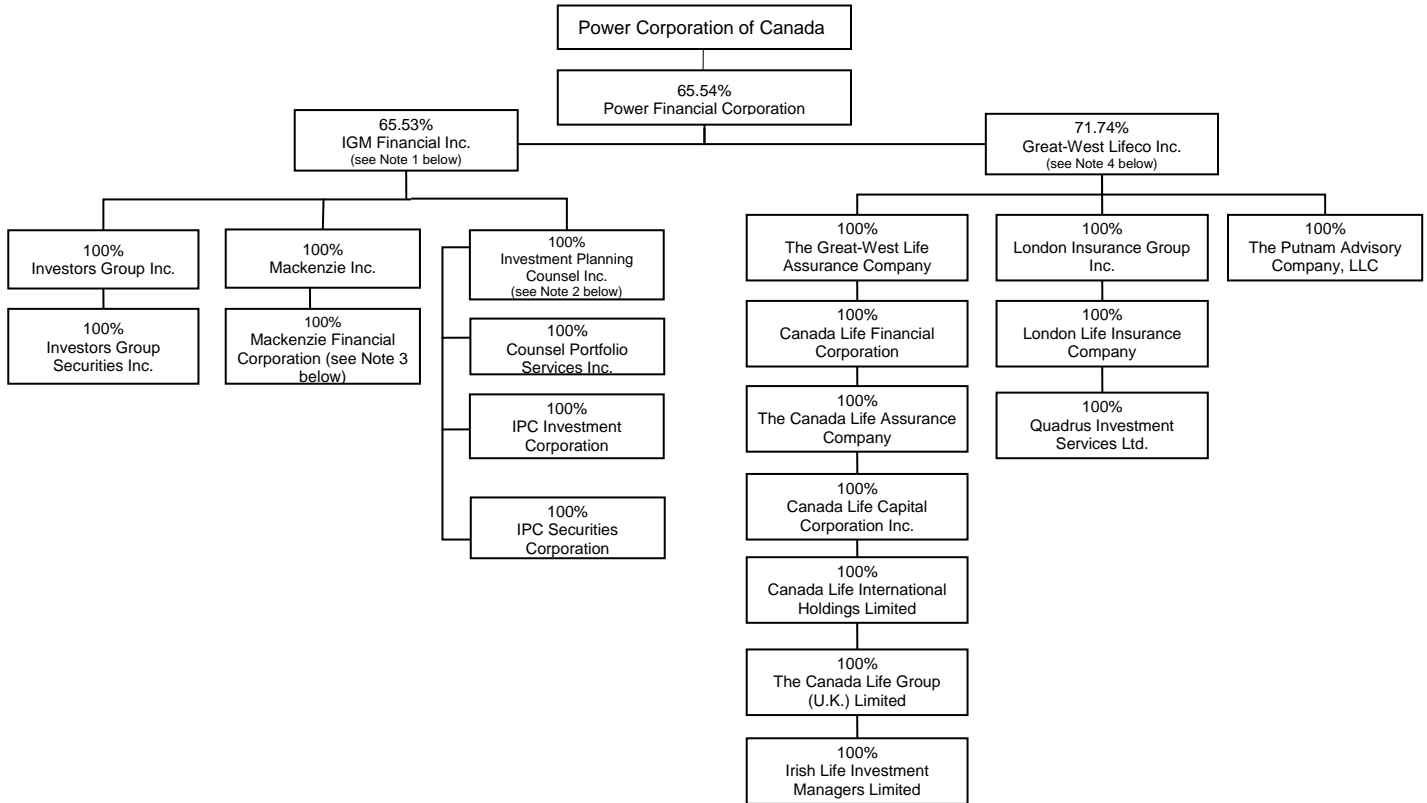 Power Corporation of Canada
65.54%
Power Financial Corporation
65.53%
IGM Financial Inc.
(see Note 1 below)
71.74%
Great-West Lifeco Inc.
(see Note 4 below)
100%
Investors Group Inc.
100%
Investors Group
Securities Inc.
100%
Mackenzie Inc.
100%
Mackenzie Financial
Corporation (see Note 3
below)
100%
Investment Planning
Counsel Inc.
(see Note 2 below)
100%
Counsel Portfolio
Services Inc.
100%
IPC Investment
Corporation
100%
IPC Securities
Corporation
100%
The Great-West Life
Assurance Company
100%
Canada Life Financial
Corporation
100%
The Canada Life Assurance
Company
100%
Canada Life Capital
Corporation Inc.
100%
Canada Life International
Holdings Limited
100%
The Canada Life Group
(U.K.) Limited
100%
Irish Life Investment
Managers Limited
100%
London Insurance Group
Inc.
100%
London Life Insurance
Company
100%
Quadrus Investment
Services Ltd.
100%
The Putnam Advisory
Company, LLC